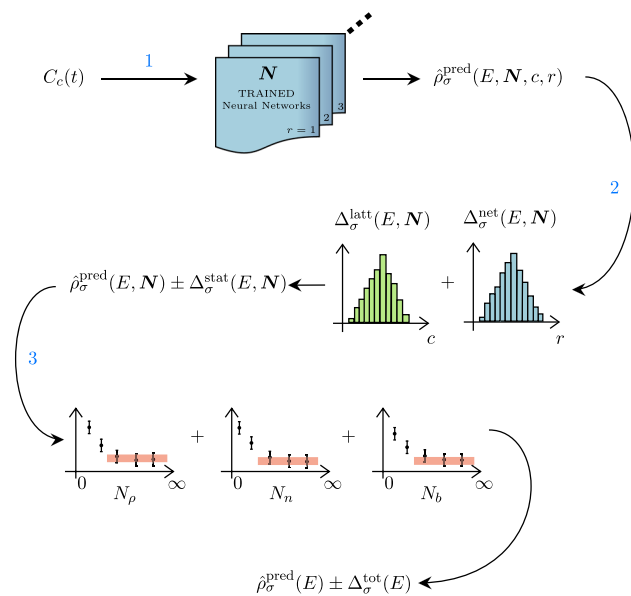 C_c(t)
1
N
TRAINED
Neural Networks
r = 1
2
3
ρ̂_σ^pred(E, N, c, r)
2
Δ_σ^latt(E, N)
Δ_σ^net(E, N)
ρ̂_σ^pred(E, N) ± Δ_σ^stat(E, N)
+
c
r
3
+
+
0
∞
0
∞
0
∞
N_ρ
N_n
N_b
ρ̂_σ^pred(E) ± Δ_σ^tot(E)